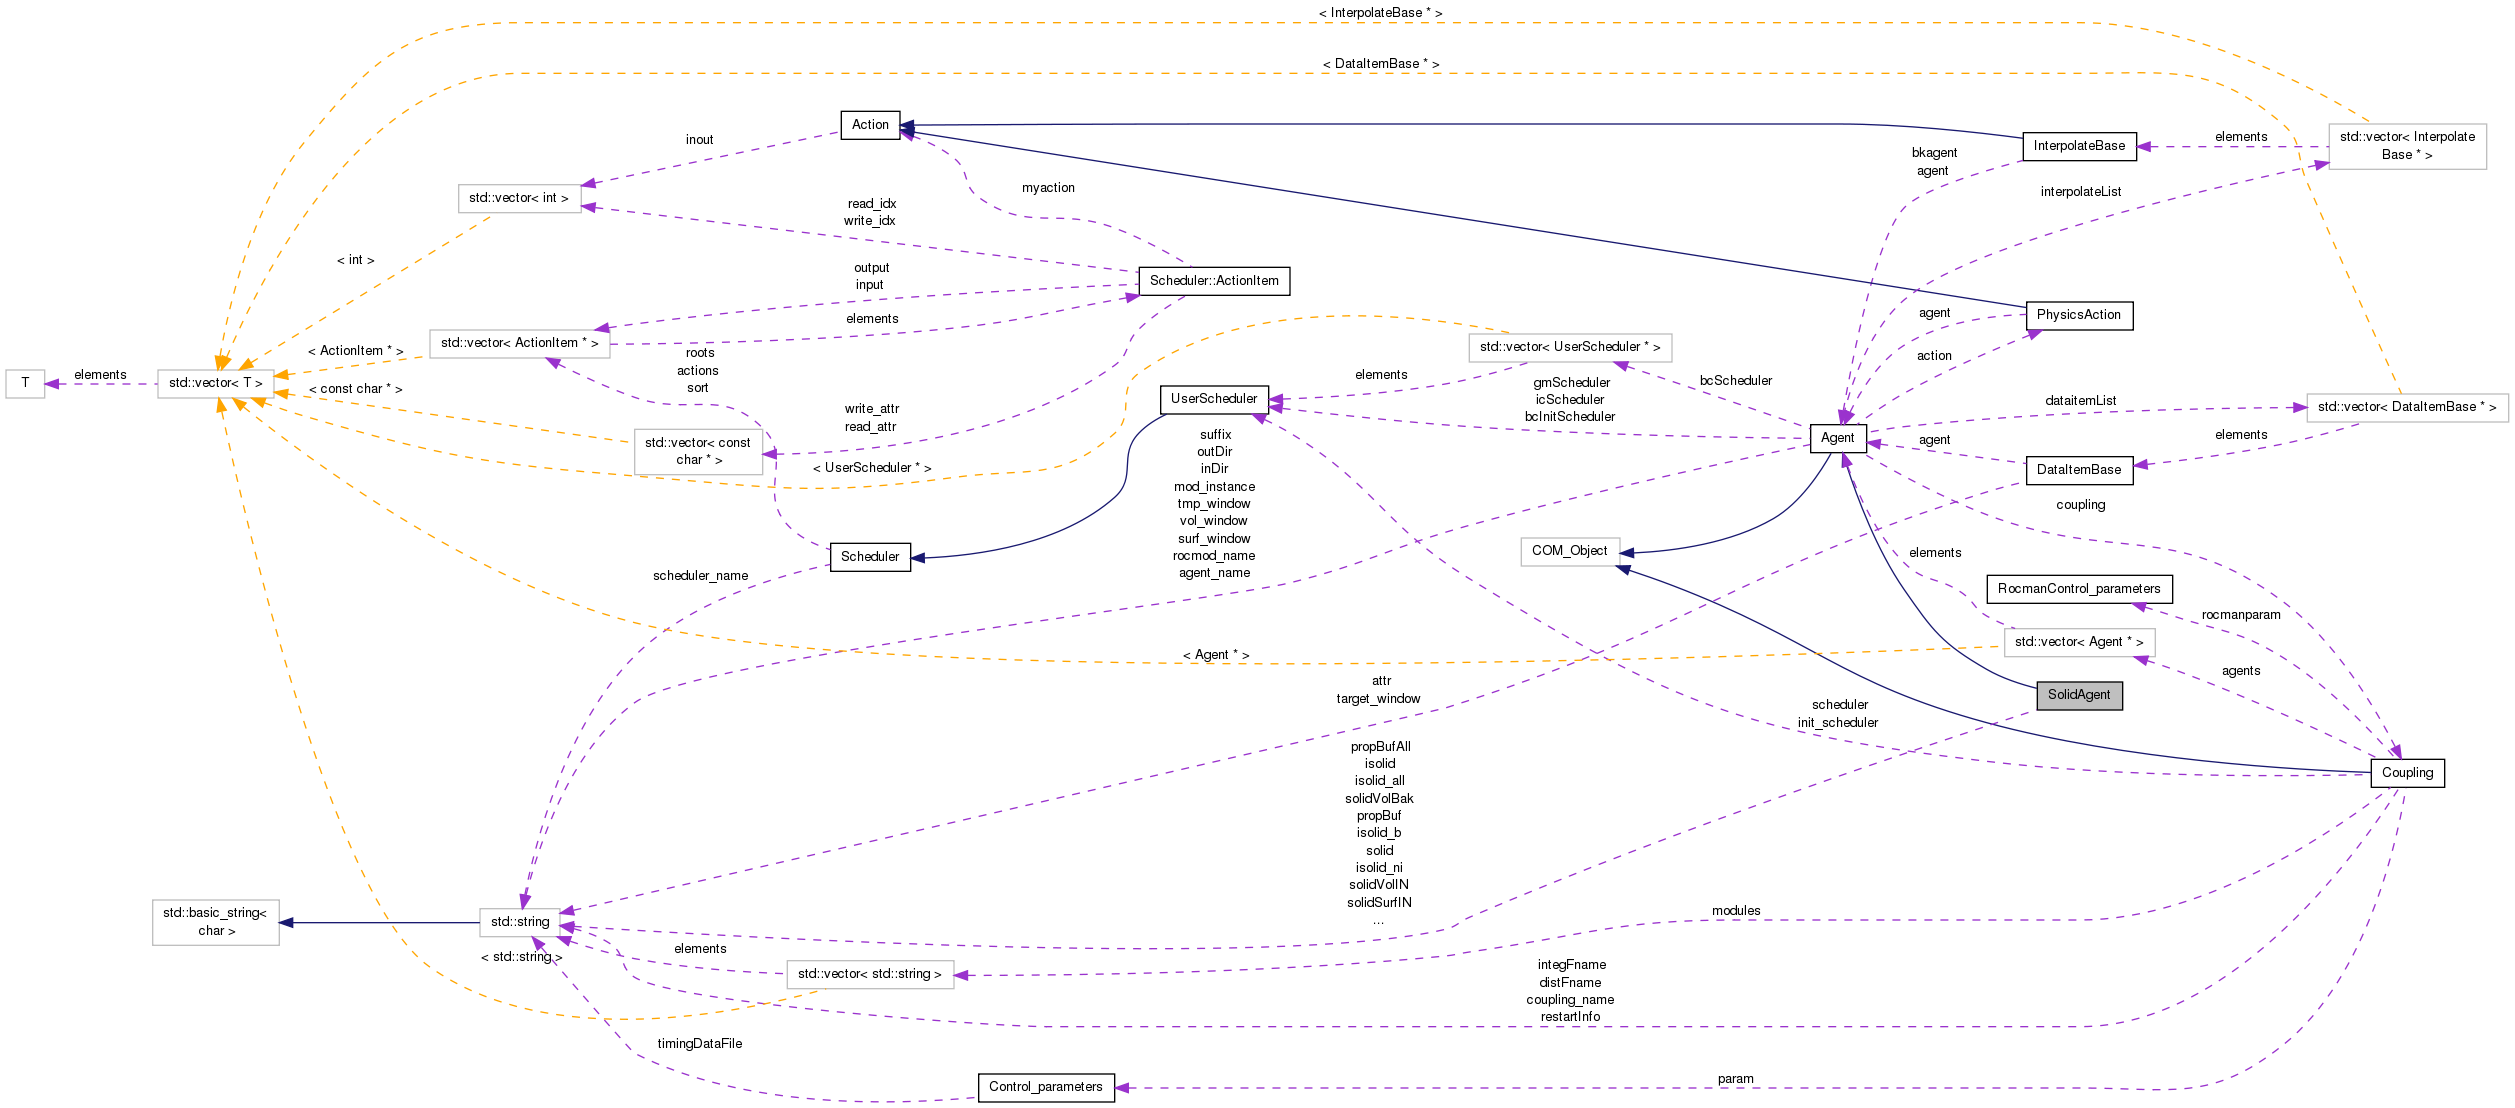 < InterpolateBase * >
< DataItemBase * >
Action
inout
InterpolateBase
elements
std::vector< Interpolate
Base * >
bkagent
agent
myaction
interpolateList
std::vector< int >
read_idx
write_idx
< int >
output
input
Scheduler::ActionItem
elements
PhysicsAction
agent
action
std::vector< ActionItem * >
< ActionItem * >
roots
actions
sort
std::vector< UserScheduler * >
elements
bcScheduler
T
elements
std::vector< T >
< const char * >
UserScheduler
gmScheduler
icScheduler
bcInitScheduler
dataitemList
std::vector< DataItemBase * >
write_attr
read_attr
std::vector< const
char * >
< UserScheduler * >
Agent
agent
elements
DataItemBase
suffix
outDir
inDir
mod_instance
tmp_window
vol_window
surf_window
rocmod_name
agent_name
coupling
Scheduler
COM_Object
elements
scheduler_name
RocmanControl_parameters
rocmanparam
< Agent * >
std::vector< Agent * >
agents
attr
target_window
SolidAgent
scheduler
init_scheduler
propBufAll
isolid
isolid_all
solidVolBak
propBuf
isolid_b
solid
isolid_ni
solidVolIN
solidSurfIN
...
Coupling
std::basic_string<
char >
std::string
modules
< std::string >
elements
std::vector< std::string >
integFname
distFname
coupling_name
restartInfo
timingDataFile
Control_parameters
param